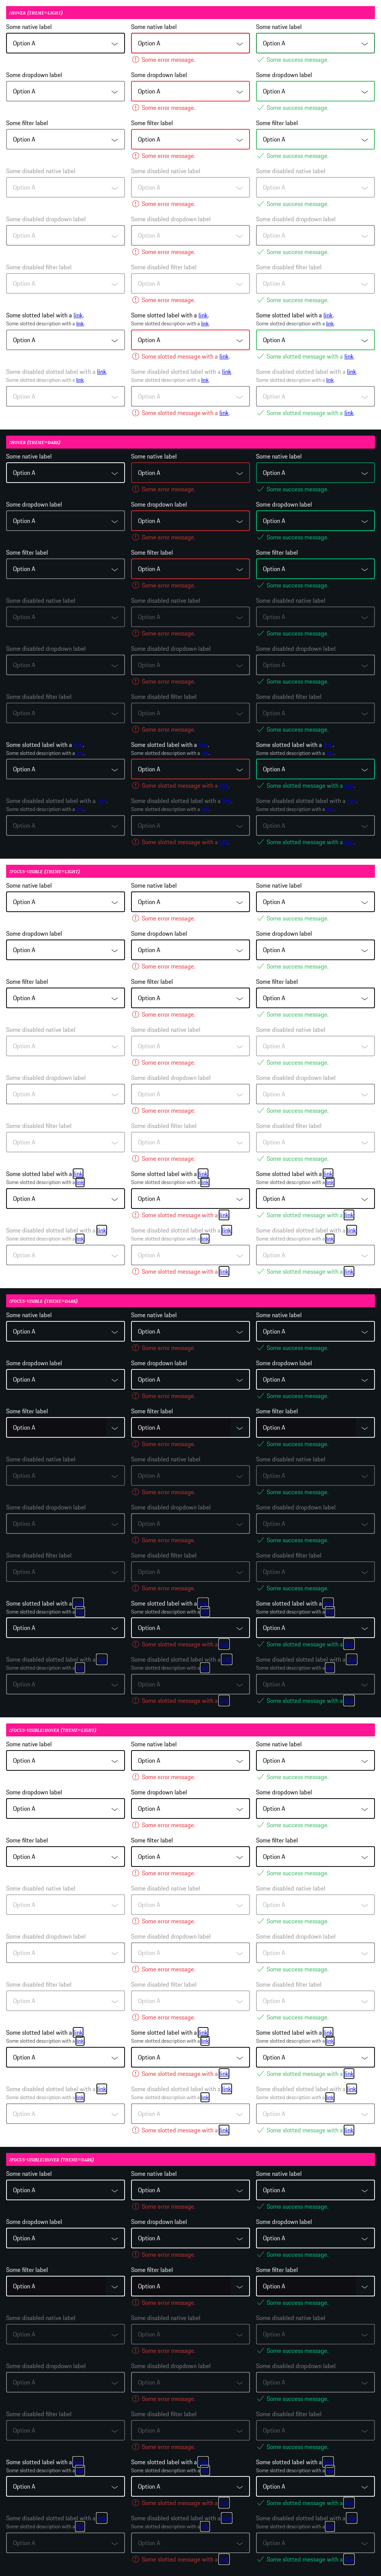 :HOVER (THEME=LIGHT)
Some native label Some native label Some native label
Option A Option A Option A
Some error message. Some success message.
Some dropdown label Some dropdown label Some dropdown label
Option A Option A Option A
Some error message. Some success message.
Some filter label Some filter label Some filter label
Option A Option A Option A
Some error message. Some success message.
Some disabled native label Some disabled native label Some disabled native label
Option A Option A Option A
Some error message. Some success message.
Some disabled dropdown label Some disabled dropdown label Some disabled dropdown label
Option A Option A Option A
Some error message. Some success message.
Some disabled filter label Some disabled filter label Some disabled filter label
Option A Option A Option A
Some error message. Some success message.
Some slotted label with a link. Some slotted label with a link. Some slotted label with a link.
Some slotted description with a link. Some slotted description with a link. Some slotted description with a link.
Option A Option A Option A
Some slotted message with a link. Some slotted message with a link.
Some disabled slotted label with a link. Some disabled slotted label with a link. Some disabled slotted label with a link.
Some slotted description with a link. Some slotted description with a link. Some slotted description with a link.
Option A Option A Option A
Some slotted message with a link. Some slotted message with a link.
:HOVER (THEME=DARK)
Some native label Some native label Some native label
Option A Option A Option A
Some error message. Some success message.
Some dropdown label Some dropdown label Some dropdown label
Option A Option A Option A
Some error message. Some success message.
Some filter label Some filter label Some filter label
Option A Option A Option A
Some error message. Some success message.
Some disabled native label Some disabled native label Some disabled native label
Option A Option A Option A
Some error message. Some success message.
Some disabled dropdown label Some disabled dropdown label Some disabled dropdown label
Option A Option A Option A
Some error message. Some success message.
Some disabled filter label Some disabled filter label Some disabled filter label
Option A Option A Option A
Some error message. Some success message.
Some slotted label with a Some slotted label with a Some slotted label with a
Some slotted description with a Some slotted description with a Some slotted description with a
Option A Option A Option A
Some slotted message with a Some slotted message with a
Some disabled slotted label with a Some disabled slotted label with a Some disabled slotted label with a
Some slotted description with a Some slotted description with a Some slotted description with a
Option A Option A Option A
Some slotted message with a Some slotted message with a
:FOCUS-VISIBLE (THEME=LIGHT)
Some native label Some native label Some native label
Option A Option A Option A
Some error message. Some success message.
Some dropdown label Some dropdown label Some dropdown label
Option A Option A Option A
Some error message. Some success message.
Some filter label Some filter label Some filter label
Option A Option A Option A
Some error message. Some success message.
Some disabled native label Some disabled native label Some disabled native label
Option A Option A Option A
Some error message. Some success message.
Some disabled dropdown label Some disabled dropdown label Some disabled dropdown label
Option A Option A Option A
Some error message. Some success message.
Some disabled filter label Some disabled filter label Some disabled filter label
Option A Option A Option A
Some error message. Some success message.
Some slotted label with a link Some slotted label with a link Some slotted label with a link
Some slotted description with a link Some slotted description with a link Some slotted description with a link
Option A Option A Option A
Some slotted message with a link Some slotted message with a link
Some disabled slotted label with a link Some disabled slotted label with a link Some disabled slotted label with a link
Some slotted description with a link Some slotted description with a link Some slotted description with a link
Option A Option A Option A
Some slotted message with a link Some slotted message with a link
:FOCUS-VISIBLE (THEME=DARK)
Some native label Some native label Some native label
Option A Option A Option A
Some error message. Some success message.
Some dropdown label Some dropdown label Some dropdown label
Option A Option A Option A
Some error message. Some success message.
Some filter label Some filter label Some filter label
Option A Option A Option A
Some error message. Some success message.
Some disabled native label Some disabled native label Some disabled native label
Option A Option A Option A
Some error message. Some success message.
Some disabled dropdown label Some disabled dropdown label Some disabled dropdown label
Option A Option A Option A
Some error message. Some success message.
Some disabled filter label Some disabled filter label Some disabled filter label
Option A Option A Option A
Some error message. Some success message.
Some slotted label with a Some slotted label with a Some slotted label with a
Some slotted description with a Some slotted description with a Some slotted description with a
Option A Option A Option A
Some slotted message with a Some slotted message with a
Some disabled slotted label with a Some disabled slotted label with a Some disabled slotted label with a
Some slotted description with a Some slotted description with a Some slotted description with a
Option A Option A Option A
Some slotted message with a Some slotted message with a
:FOCUS-VISIBLE:HOVER (THEME=LIGHT)
Some native label Some native label Some native label
Option A Option A Option A
Some error message. Some success message.
Some dropdown label Some dropdown label Some dropdown label
Option A Option A Option A
Some error message. Some success message.
Some filter label Some filter label Some filter label
Option A Option A Option A
Some error message. Some success message.
Some disabled native label Some disabled native label Some disabled native label
Option A Option A Option A
Some error message. Some success message.
Some disabled dropdown label Some disabled dropdown label Some disabled dropdown label
Option A Option A Option A
Some error message. Some success message.
Some disabled filter label Some disabled filter label Some disabled filter label
Option A Option A Option A
Some error message. Some success message.
Some slotted label with a link Some slotted label with a link Some slotted label with a link
Some slotted description with a link Some slotted description with a link Some slotted description with a link
Option A Option A Option A
Some slotted message with a link Some slotted message with a link
Some disabled slotted label with a link Some disabled slotted label with a link Some disabled slotted label with a link
Some slotted description with a link Some slotted description with a link Some slotted description with a link
Option A Option A Option A
Some slotted message with a link Some slotted message with a link
:FOCUS-VISIBLE:HOVER (THEME=DARK)
Some native label Some native label Some native label
Option A Option A Option A
Some error message. Some success message.
Some dropdown label Some dropdown label Some dropdown label
Option A Option A Option A
Some error message. Some success message.
Some filter label Some filter label Some filter label
Option A Option A Option A
Some error message. Some success message.
Some disabled native label Some disabled native label Some disabled native label
Option A Option A Option A
Some error message. Some success message.
Some disabled dropdown label Some disabled dropdown label Some disabled dropdown label
Option A Option A Option A
Some error message. Some success message.
Some disabled filter label Some disabled filter label Some disabled filter label
Option A Option A Option A
Some error message. Some success message.
Some slotted label with a Some slotted label with a Some slotted label with a
Some slotted description with a Some slotted description with a Some slotted description with a
Option A Option A Option A
Some slotted message with a Some slotted message with a
Some disabled slotted label with a Some disabled slotted label with a Some disabled slotted label with a
Some slotted description with a Some slotted description with a Some slotted description with a
Option A Option A Option A
Some slotted message with a Some slotted message with a